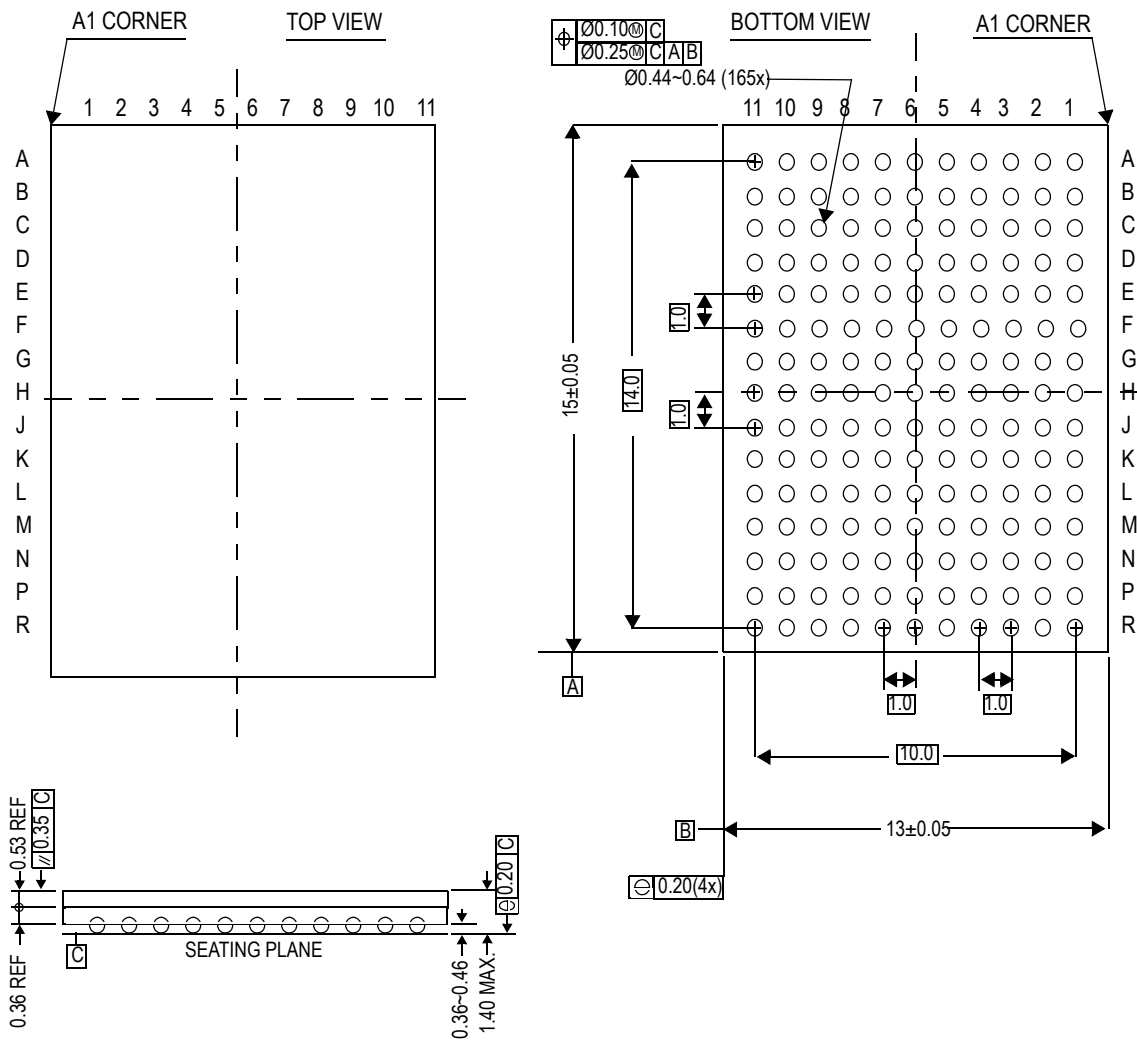 A1 CORNER
TOP VIEW
1 2 3 4 5 6 7 8 9 10 11
A
B
C
D
E
F
G
H
J
K
L
M
N
P
R
Ø0.10Ⓜ C
Ø0.25Ⓜ C A B
BOTTOM VIEW
A1 CORNER
Ø0.44~0.64 (165x)
11 10 9 8 7 6 5 4 3 2 1
A
B
C
D
E
F
G
H
J
K
L
M
N
P
R
1.0
15±0.05
14.0
1.0
A
1.0
1.0
10.0
B
13±0.05
0.20(4x)
0.53 REF
// 0.35 C
0.36 REF
C
SEATING PLANE
0.36~0.46
1.40 MAX.
0.20 C